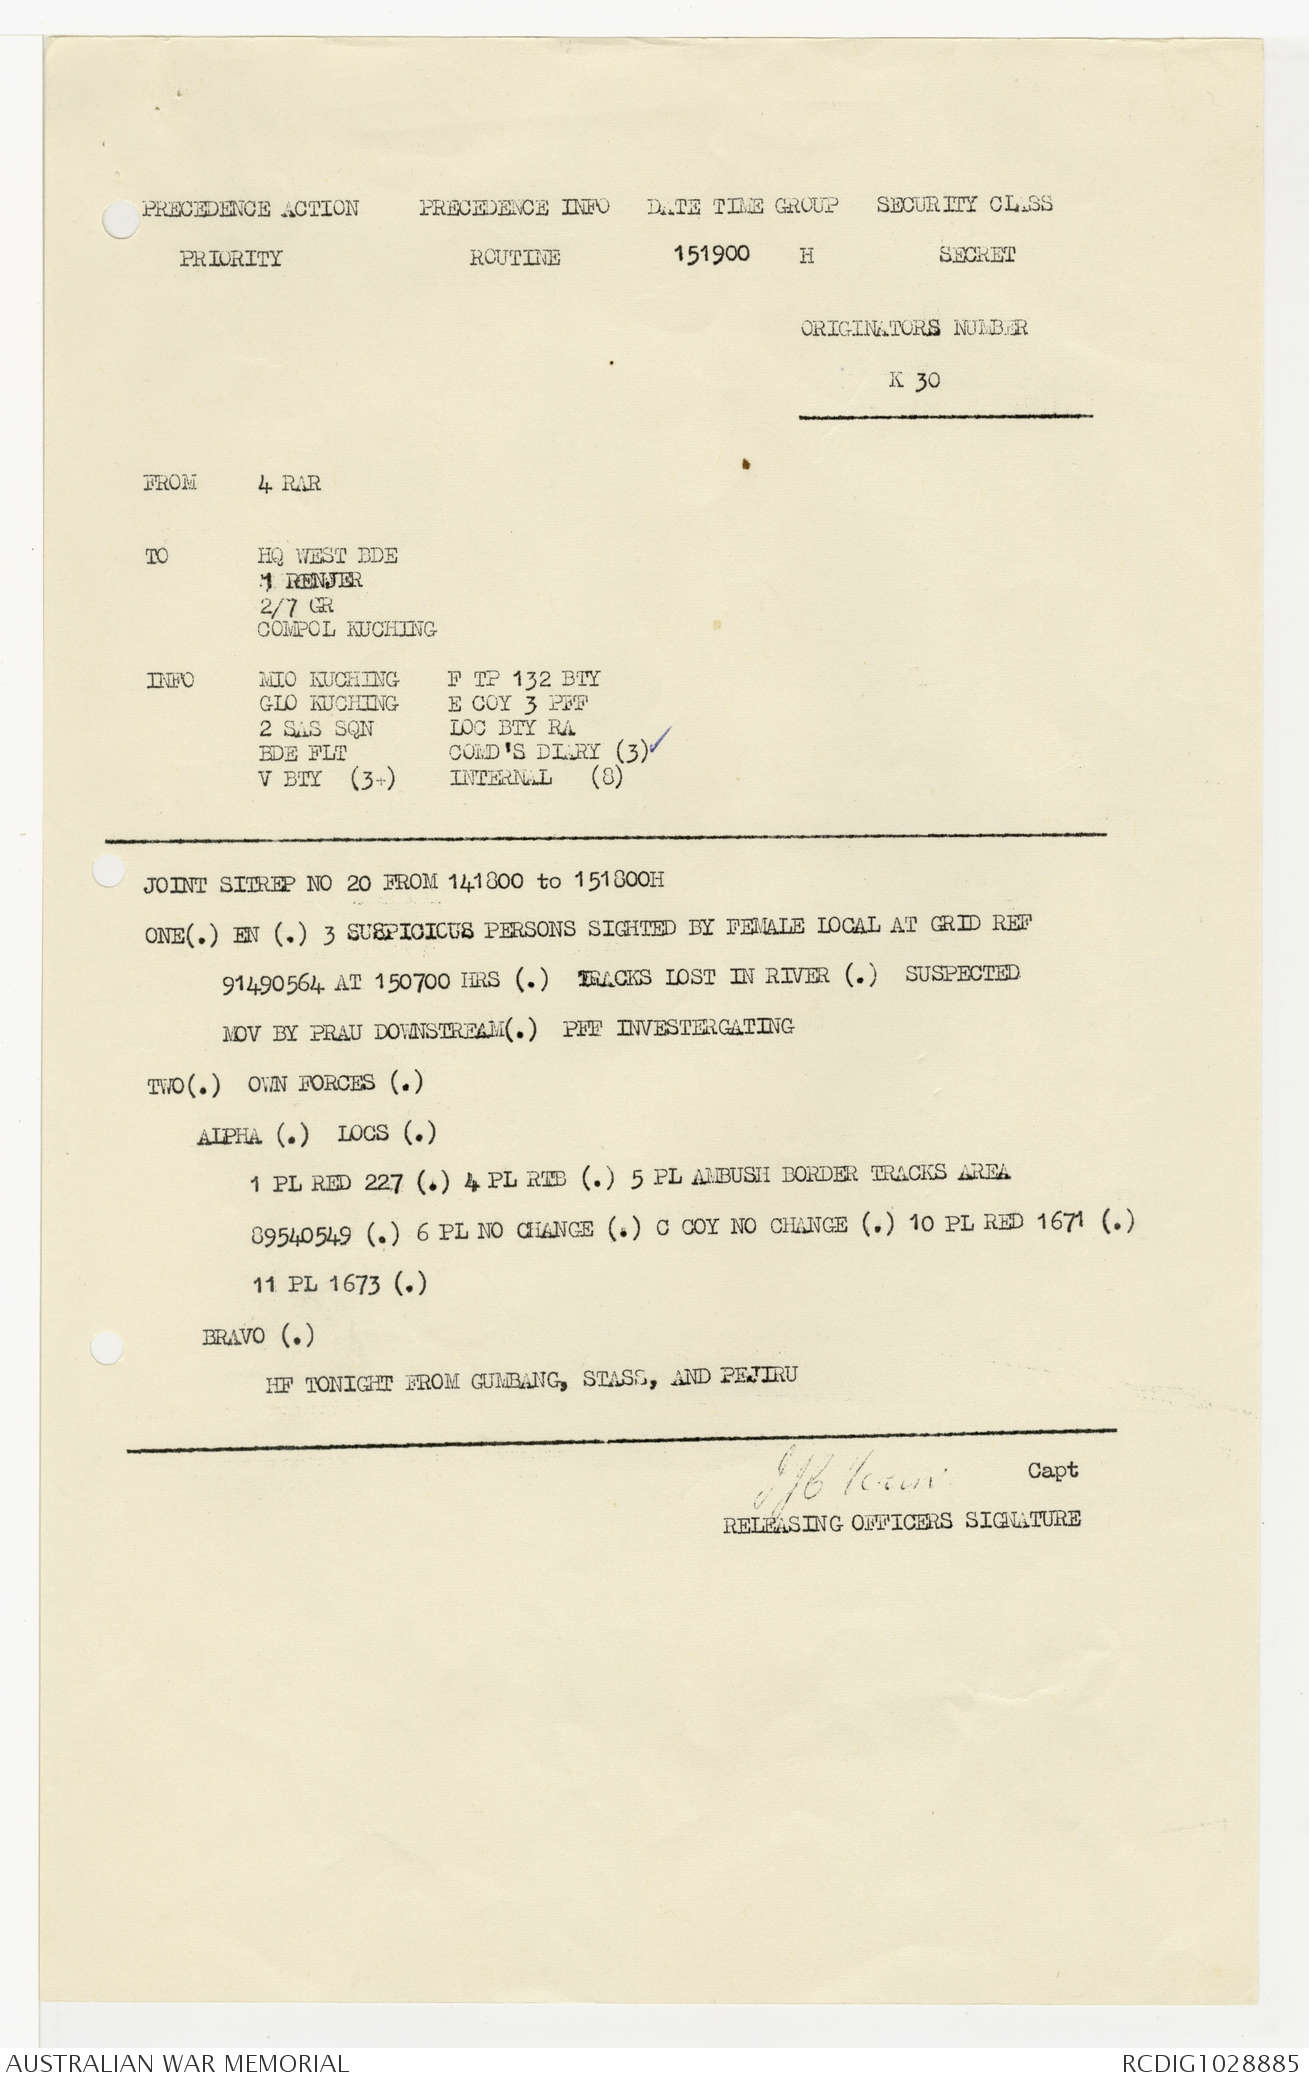 PRECEDENCE ACTION PRECEDENCE INFO DATE TIME GROUP SECURITY CLASS
PRIORITY ROUTINE 151900 H SECRET
ORIGINATORS NUMBER
K 30
FROM 4 RAR
TO HQ WEST BDE
1 RENJER
2/7 GR
COMPOL KUCHING
INFO MIO KUCHING F TP 132 BTY
GLO KUCHING E COY 3 PFF
2 SAS SQN LOC BTY RA
BDE FLT COMD'S DIARY (3)✓
V BTY (3+) INTERNAL (8)
JOINT SITREP NO 20 FROM 141800 to 151800H
ONE(.) EN (.) 3 SUSPICICUS PERSONS SIGHTED BY FEMALE LOCAL AT GRID REF
91490564 AT 150700 HRS (.) TRACKS LOST IN RIVER (.) SUSPECTED
MOV BY PRAU DOWNSTREAM(.) PFF INVESTERGATING
TWO(.) OWN FORCES (.)
ALPHA (.) LOCS (.)
1 PL RED 227 (.) 4 PL RTB (.) 5 PL AMBUSH BORDER TRACKS AREA
89540549 (.) 6 PL NO CHANGE (.) C COY NO CHANGE (.) 10 PL RED 1671 (.)
11 PL 1673 (.)
BRAVO (.)
HF TONIGHT FROM GUMBANG, STASS, AND PEJIRU
Capt
RELEASING OFFICERS SIGNATURE
AUSTRALIAN WAR MEMORIAL RCDIG1028885